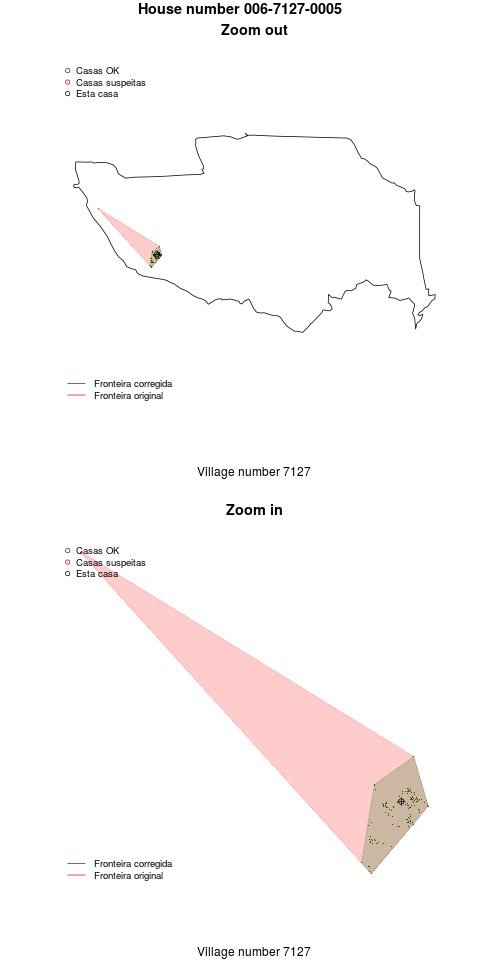 House number 006-7127-0005
Zoom out
Casas OK
Casas suspeitas
Esta casa
Fronteira corregida
Fronteira original
Village number 7127
Zoom in
Casas OK
Casas suspeitas
Esta casa
Fronteira corregida
Fronteira original
Village number 7127